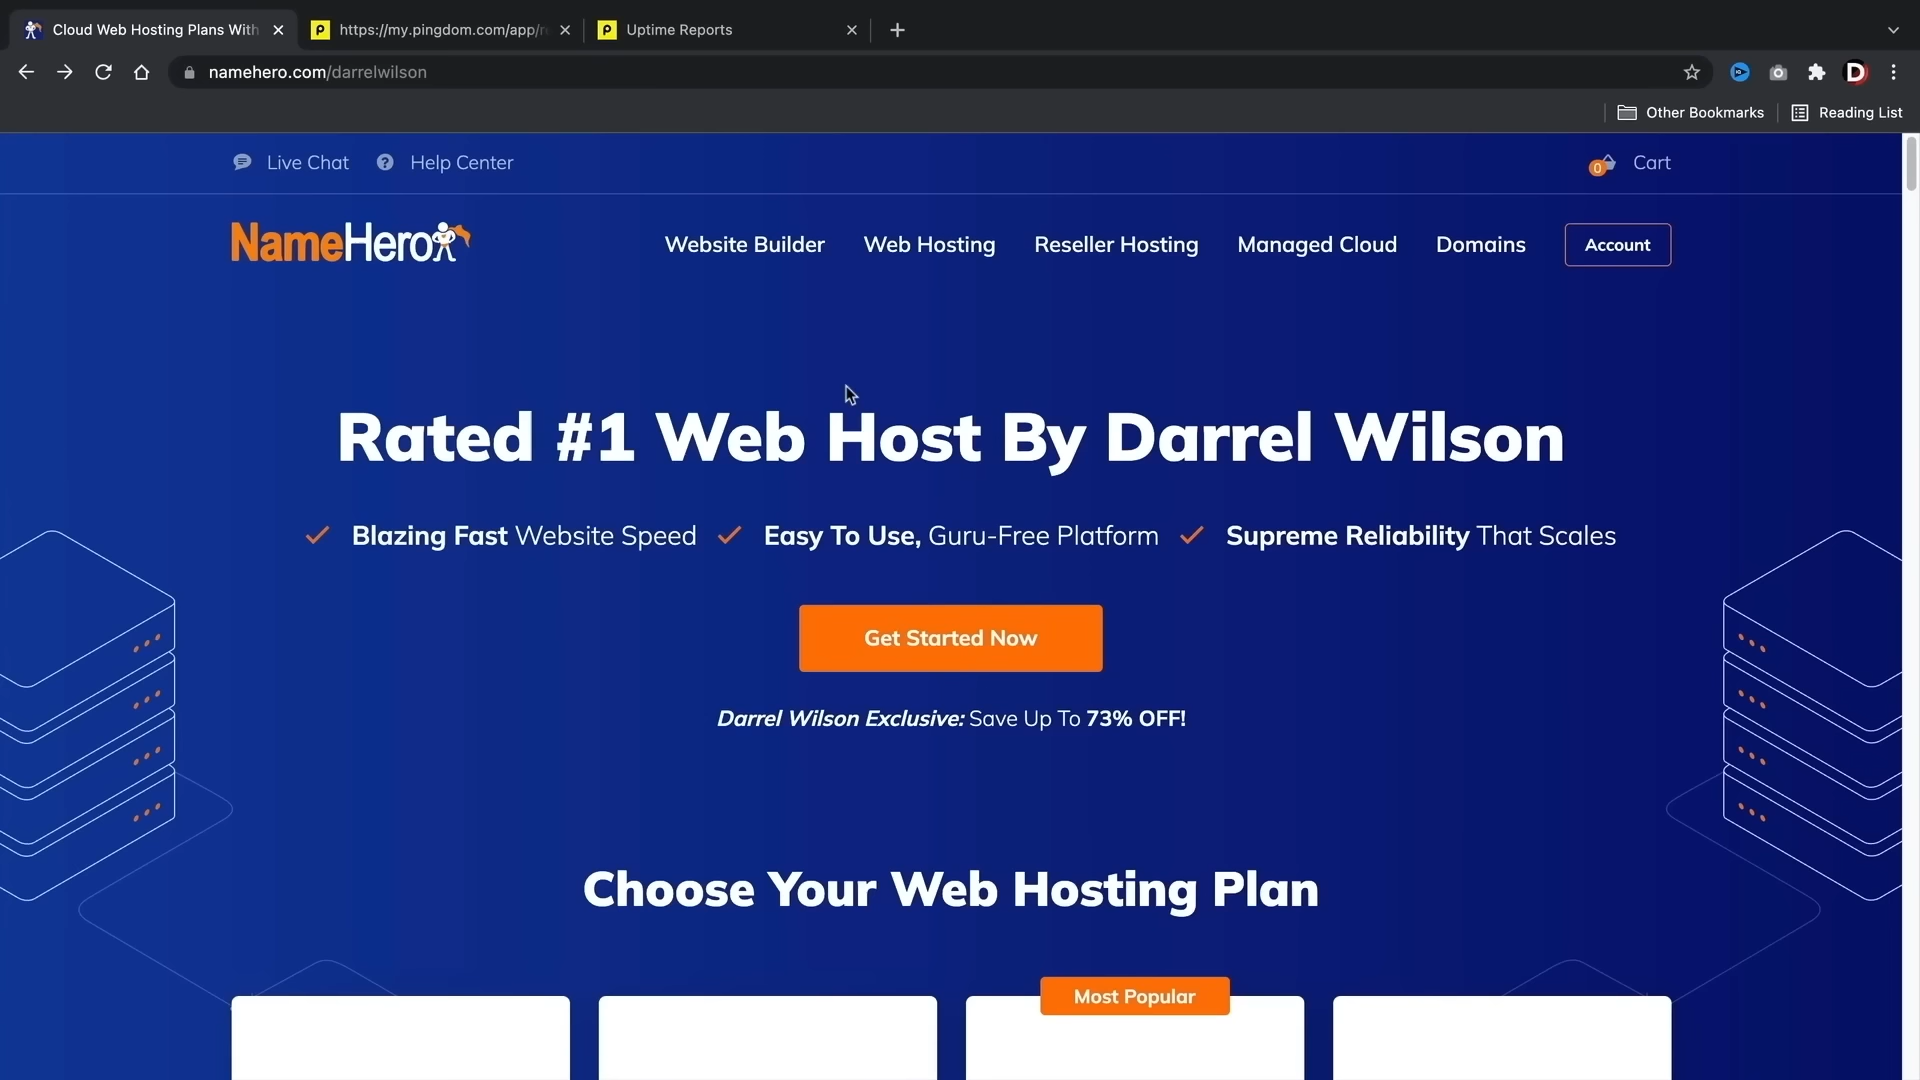 Cloud Web Hosting Plans With
https://my.pingdom.com/app/r
Uptime Reports
namehero.com/darrelwilson
Other Bookmarks
Reading List
Live Chat
Help Center
0
Cart
NameHero
Website Builder
Web Hosting
Reseller Hosting
Managed Cloud
Domains
Account
Rated #1 Web Host By Darrel Wilson
Blazing Fast Website Speed
Easy To Use, Guru-Free Platform
Supreme Reliability That Scales
Get Started Now
Darrel Wilson Exclusive: Save Up To 73% OFF!
Choose Your Web Hosting Plan
Most Popular